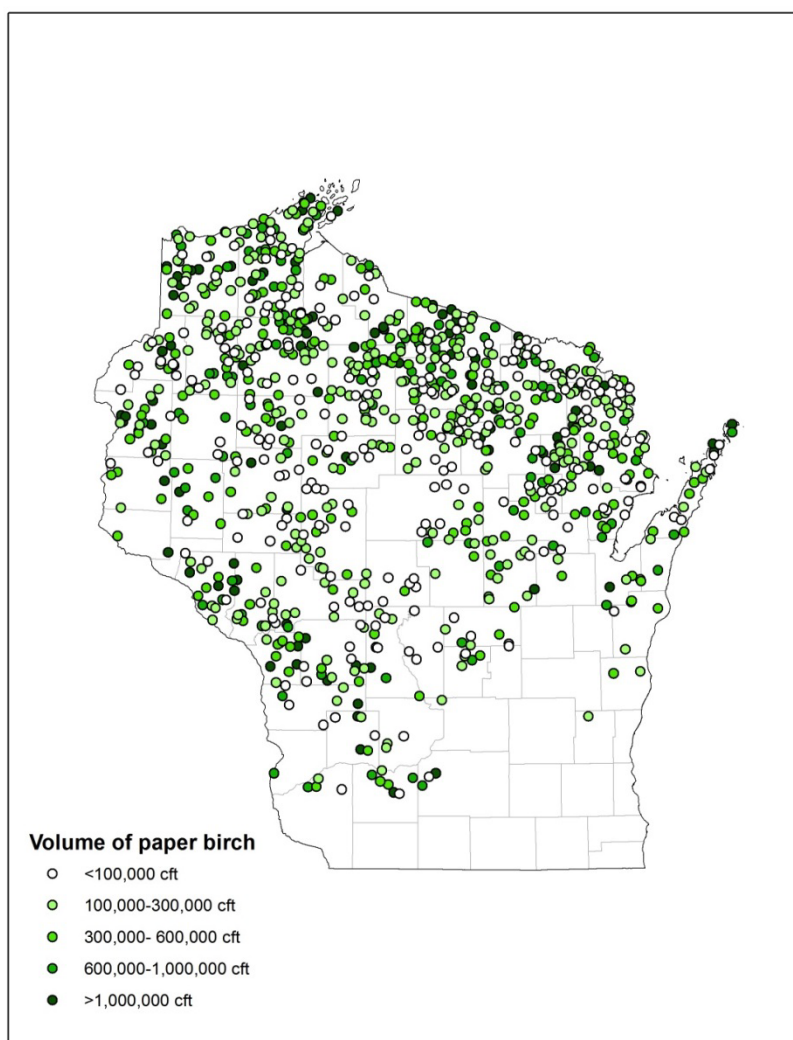 Volume of paper birch
<100,000 cft
100,000-300,000 cft
300,000- 600,000 cft
600,000-1,000,000 cft
>1,000,000 cft